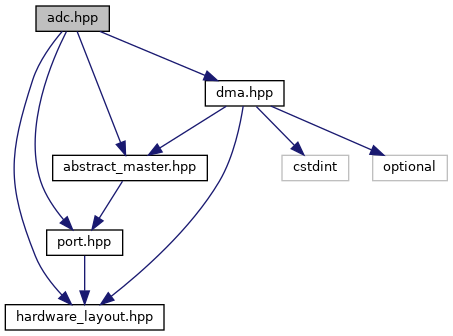 adc.hpp
dma.hpp
abstract_master.hpp
cstdint
optional
port.hpp
hardware_layout.hpp